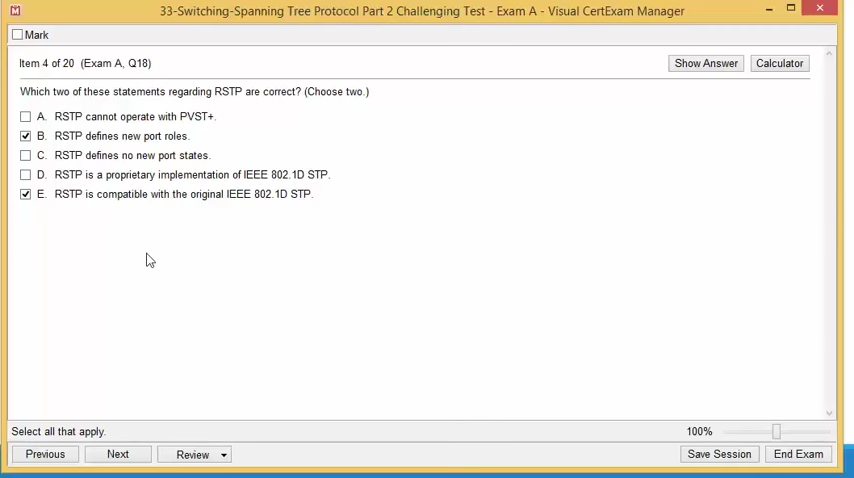 33-Switching-Spanning Tree Protocol Part 2 Challenging Test - Exam A - Visual CertExam Manager
Mark
Item 4 of 20 (Exam A, Q18)
Show Answer
Calculator
Which two of these statements regarding RSTP are correct? (Choose two.)
A. RSTP cannot operate with PVST+.
B. RSTP defines new port roles.
C. RSTP defines no new port states.
D. RSTP is a proprietary implementation of IEEE 802.1D STP.
E. RSTP is compatible with the original IEEE 802.1D STP.
Select all that apply.
100%
Previous
Next
Review
Save Session
End Exam